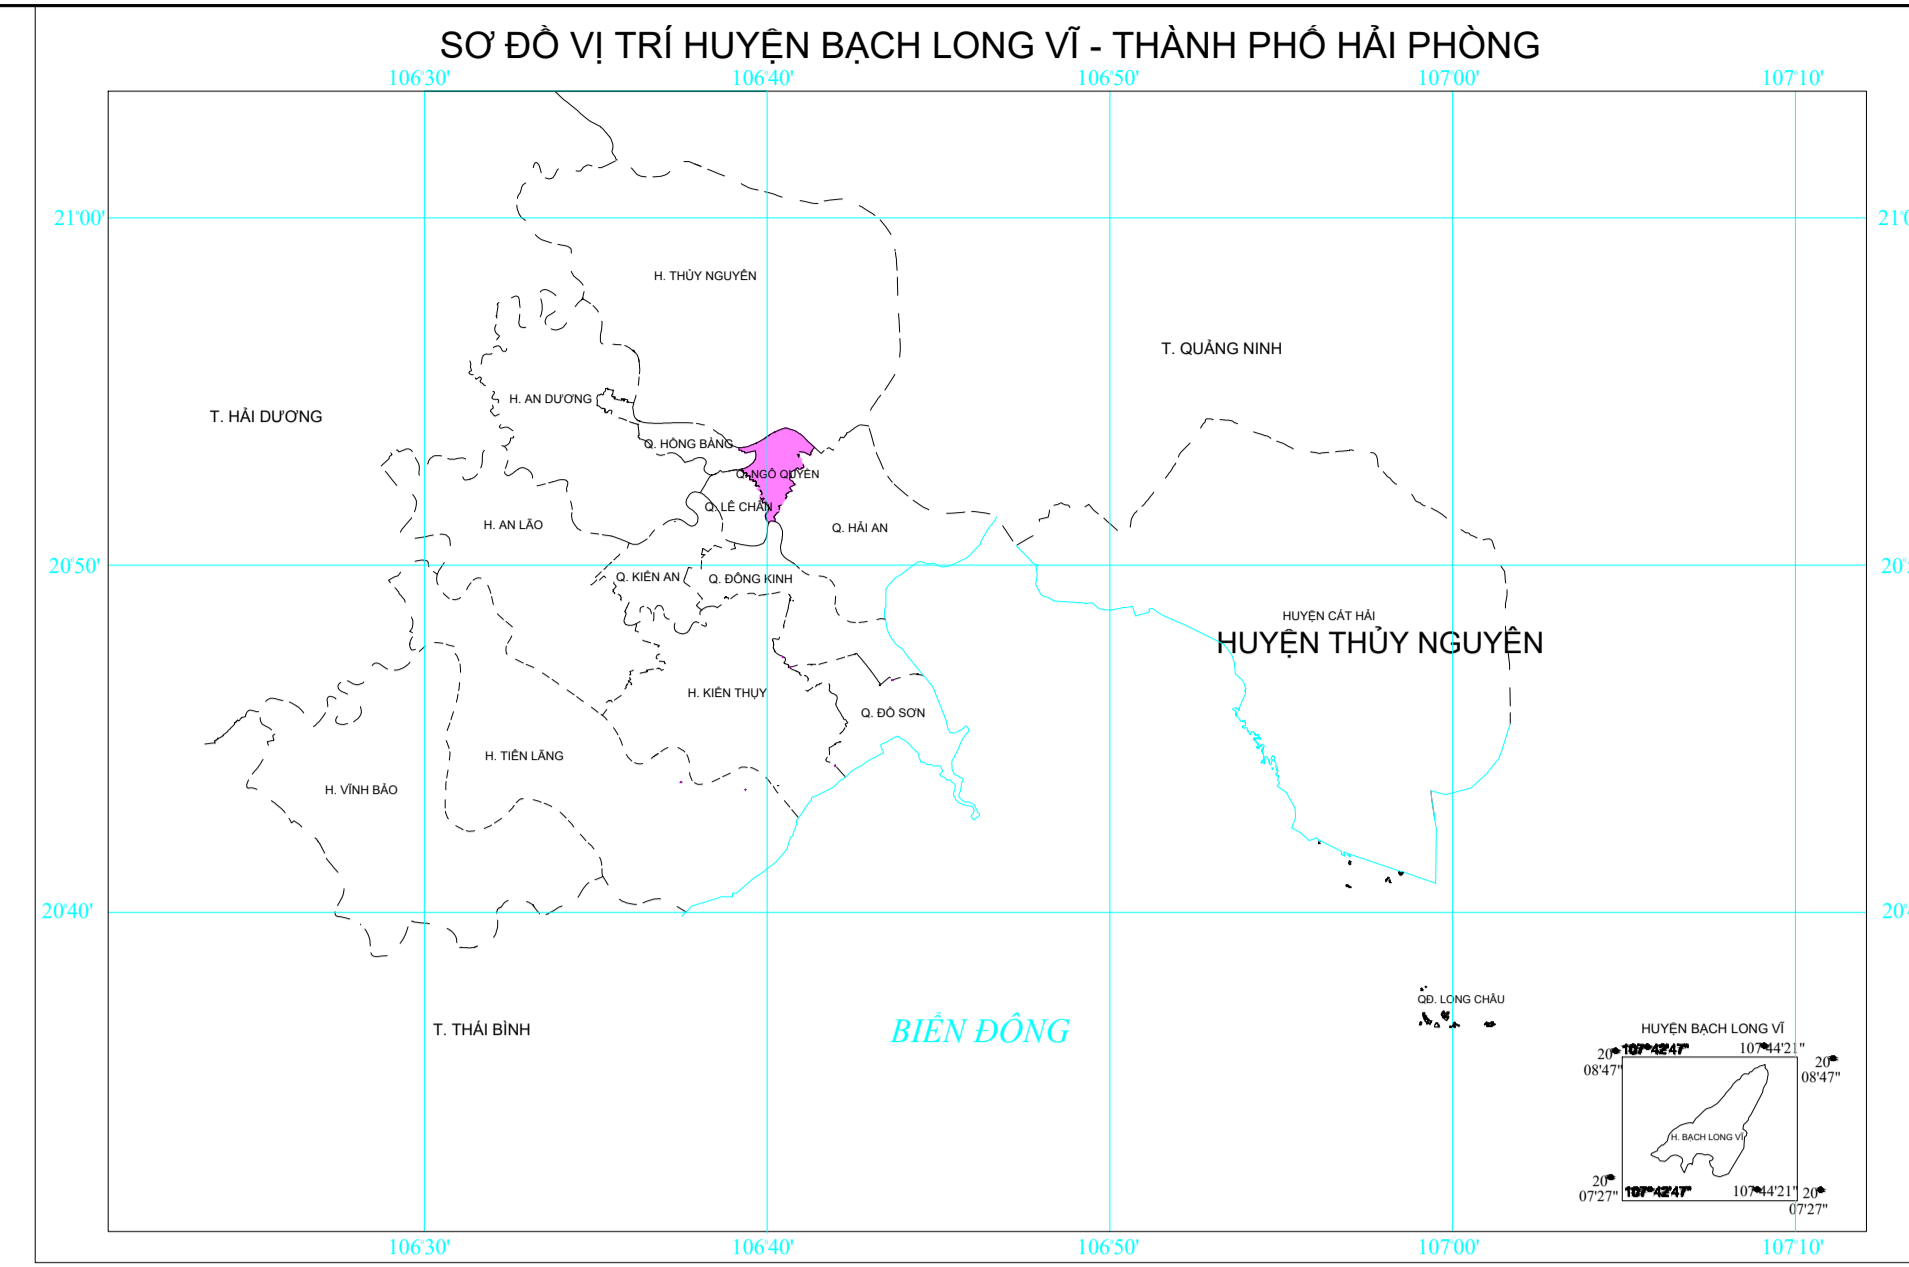 SƠ ĐỒ VỊ TRÍ HUYỆN BẠCH LONG VĨ - THÀNH PHỐ HẢI PHÒNG
106°30' 106°40' 106°50' 107°00' 107°10'
21°00'
H. THỦY NGUYÊN
T. QUẢNG NINH
H. AN DƯƠNG
T. HẢI DƯƠNG
Q. HỒNG BÀNG
Q. NGÔ QUYỀN
Q. LÊ CHÂN
H. AN LÃO
Q. HẢI AN
20°50'
Q. KIẾN AN
Q. ĐÔNG KINH
HUYỆN CÁT HẢI
HUYỆN THỦY NGUYÊN
H. KIẾN THỤY
Q. ĐỒ SƠN
H. TIÊN LÃNG
H. VĨNH BẢO
20°40'
QĐ. LONG CHÂU
T. THÁI BÌNH
BIỂN ĐÔNG
HUYỆN BẠCH LONG VĨ
20°
08'47"
107°42'47"
107°44'21"
20°
08'47"
H. BẠCH LONG VĨ
20°
07'27"
107°42'47"
107°44'21"
20°
07'27"
106°30' 106°40' 106°50' 107°00' 107°10'